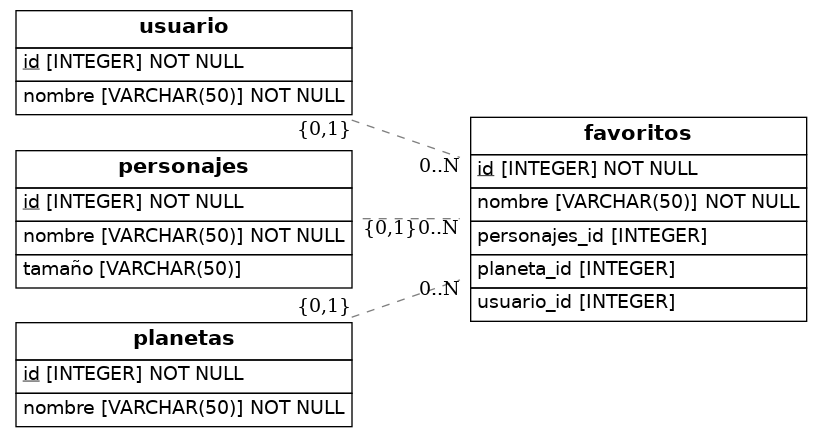 usuario
id [INTEGER] NOT NULL
nombre [VARCHAR(50)] NOT NULL
{0,1}
0..N
personajes
id [INTEGER] NOT NULL
nombre [VARCHAR(50)] NOT NULL
tamaño [VARCHAR(50)]
{0,1}0..N
{0,1}
0..N
planetas
id [INTEGER] NOT NULL
nombre [VARCHAR(50)] NOT NULL
favoritos
id [INTEGER] NOT NULL
nombre [VARCHAR(50)] NOT NULL
personajes_id [INTEGER]
planeta_id [INTEGER]
usuario_id [INTEGER]